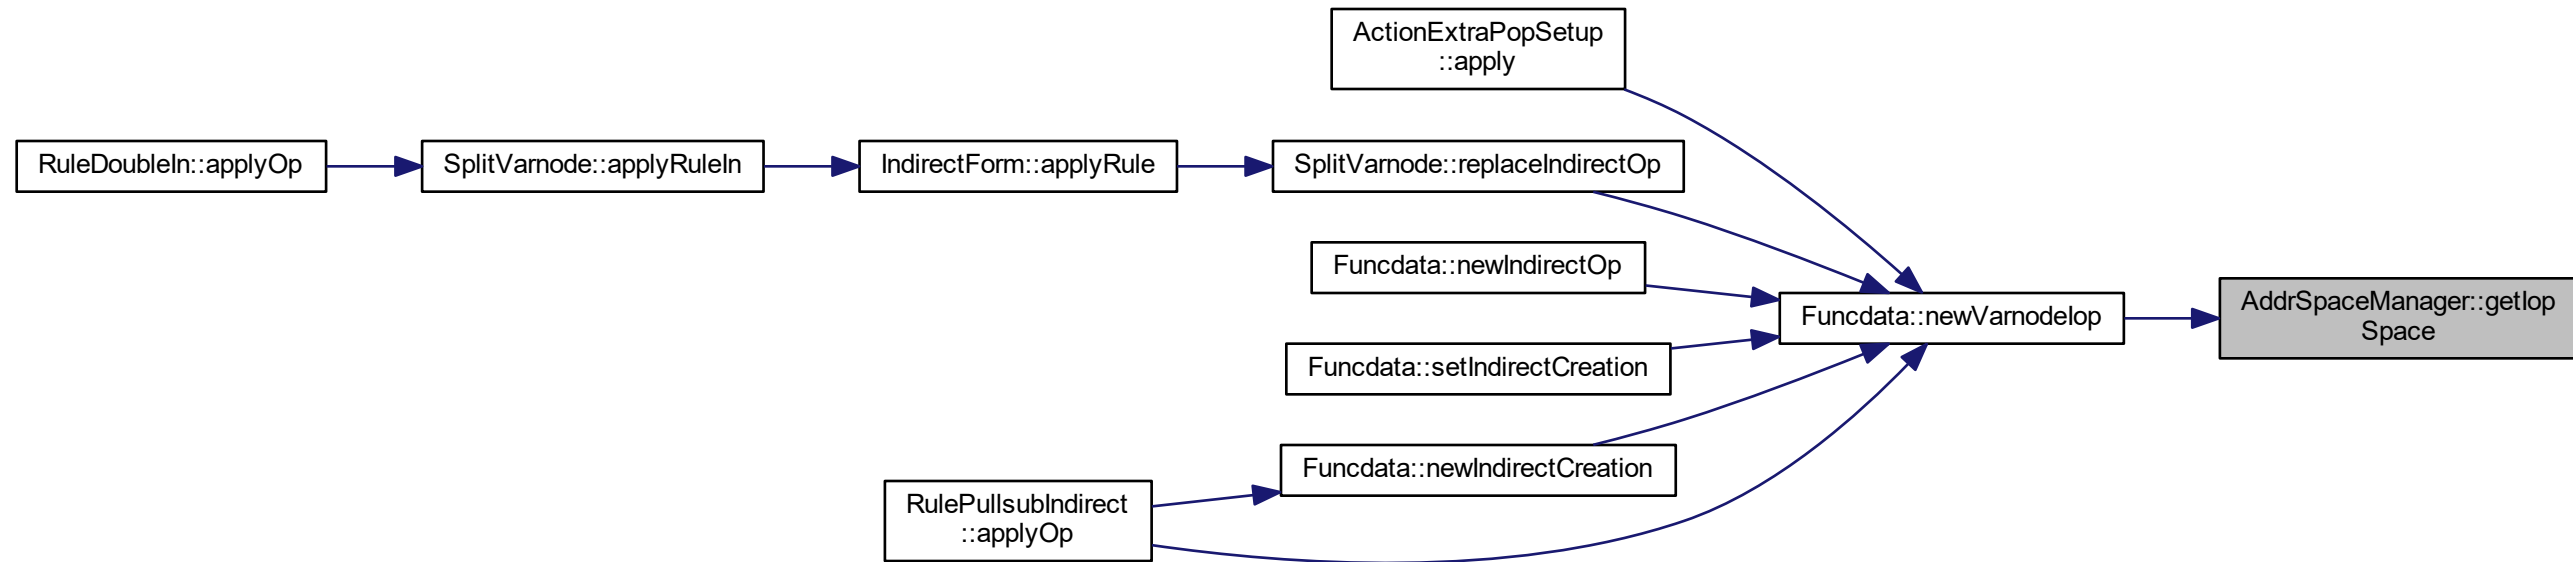 ActionExtraPopSetup
::apply
RuleDoubleIn::applyOp
SplitVarnode::applyRuleIn
IndirectForm::applyRule
SplitVarnode::replaceIndirectOp
Funcdata::newIndirectOp
Funcdata::newVarnodeIop
AddrSpaceManager::getIop
Space
Funcdata::setIndirectCreation
Funcdata::newIndirectCreation
RulePullsubIndirect
::applyOp